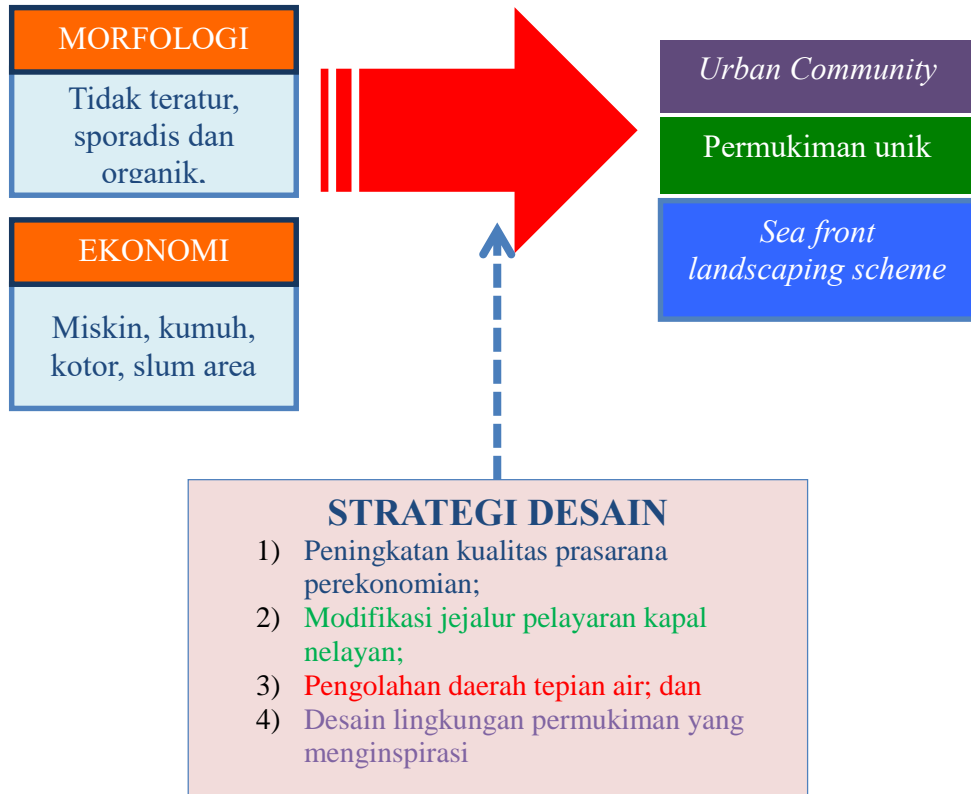 MORFOLOGI
Tidak teratur,
sporadis dan
organik.
EKONOMI
Miskin, kumuh,
kotor, slum area
Urban Community
Permukiman unik
Sea front
landscaping scheme
STRATEGI DESAIN
1) Peningkatan kualitas prasarana
perekonomian;
2) Modifikasi jejalur pelayaran kapal
nelayan;
3) Pengolahan daerah tepian air; dan
4) Desain lingkungan permukiman yang
menginspirasi